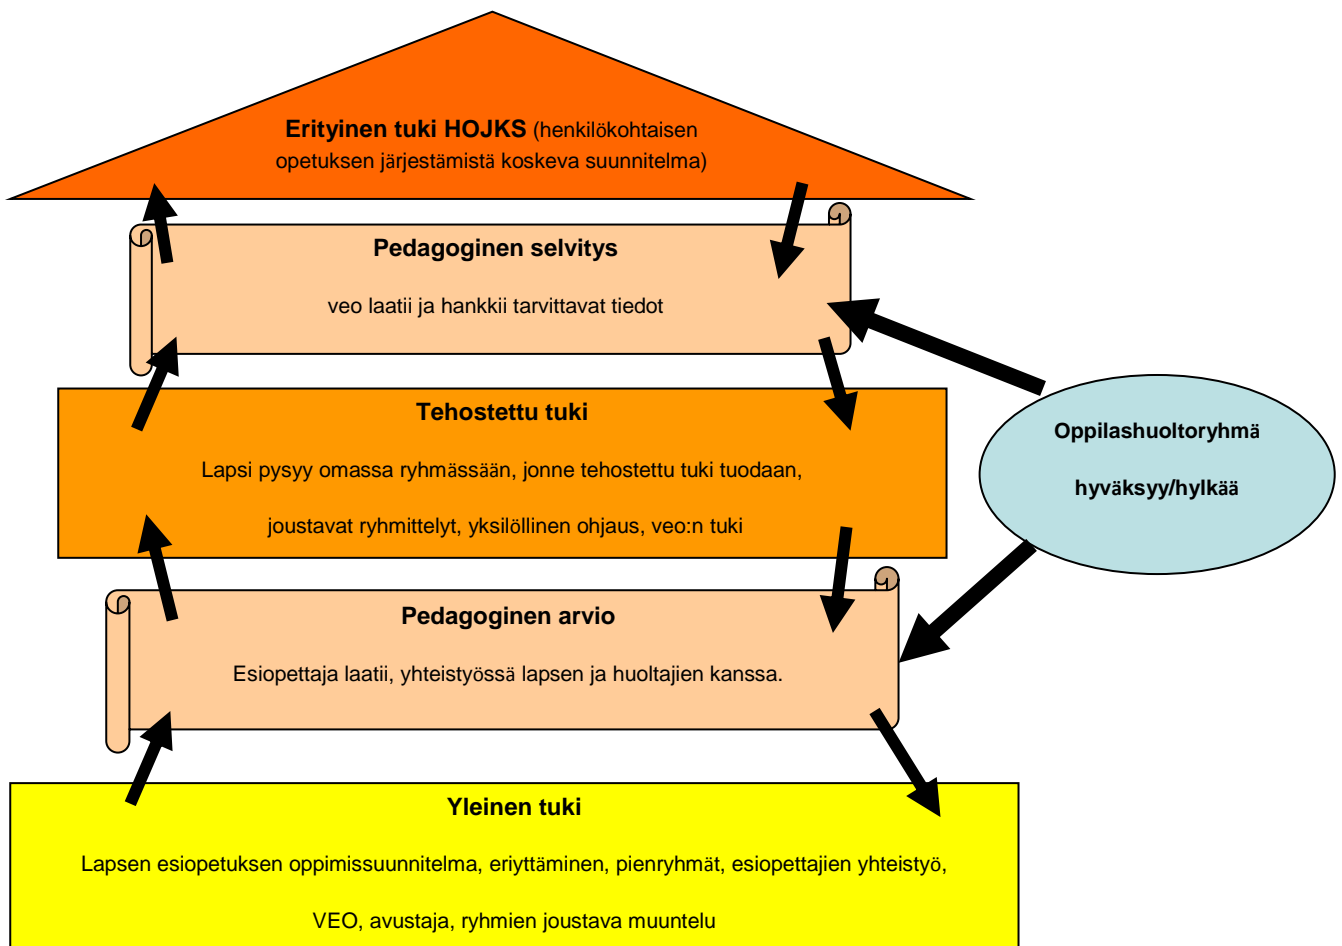 Erityinen tuki HOJKS (henkilökohtaisen
opetuksen järjestämistä koskeva suunnitelma)
Pedagoginen selvitys
veo laatii ja hankkii tarvittavat tiedot
Tehostettu tuki
Lapsi pysyy omassa ryhmässään, jonne tehostettu tuki tuodaan,
joustavat ryhmittelyt, yksilöllinen ohjaus, veo:n tuki
Oppilashuoltoryhmä
hyväksyy/hylkää
Pedagoginen arvio
Esiopettaja laatii, yhteistyössä lapsen ja huoltajien kanssa.
Yleinen tuki
Lapsen esiopetuksen oppimissuunnitelma, eriyttäminen, pienryhmät, esiopettajien yhteistyö,
VEO, avustaja, ryhmien joustava muuntelu